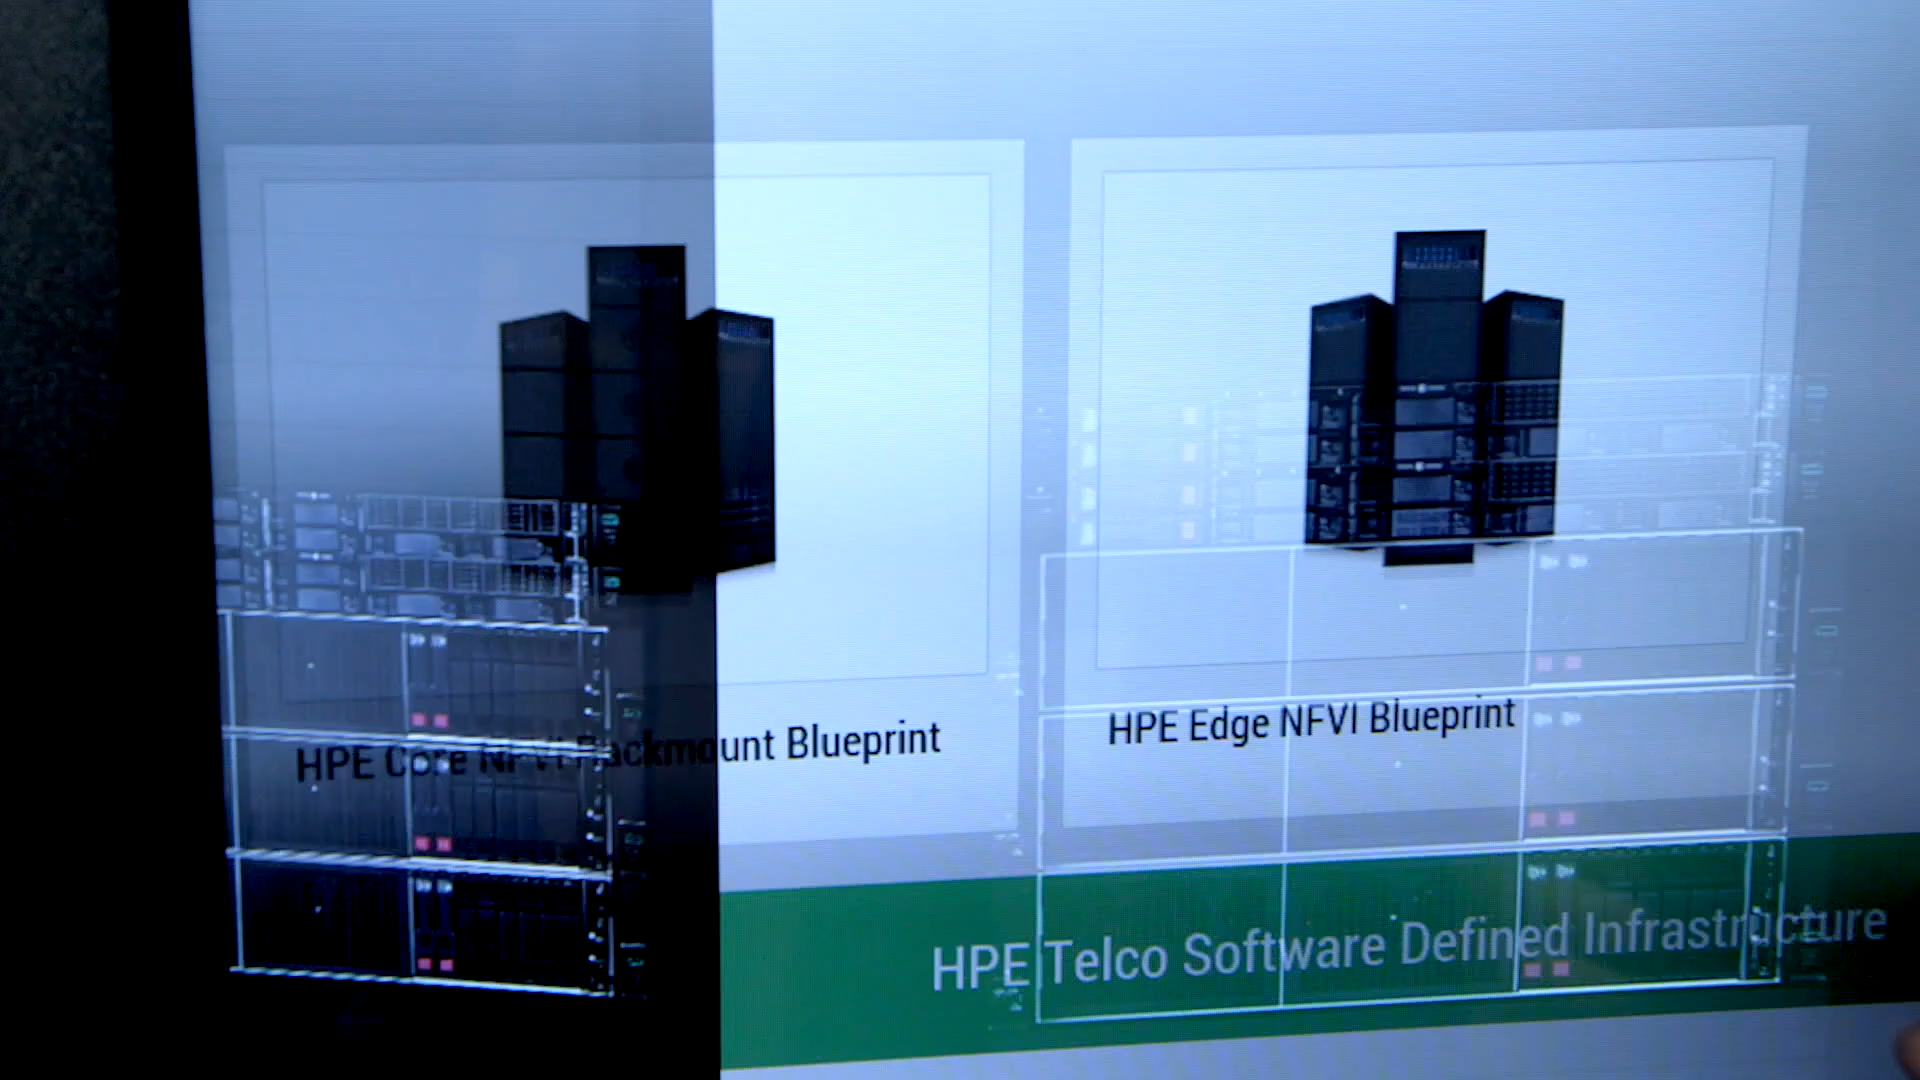 HPE Core NFVI Rackmount Blueprint
HPE Edge NFVI Blueprint
HPE Telco Software Defined Infrastructure